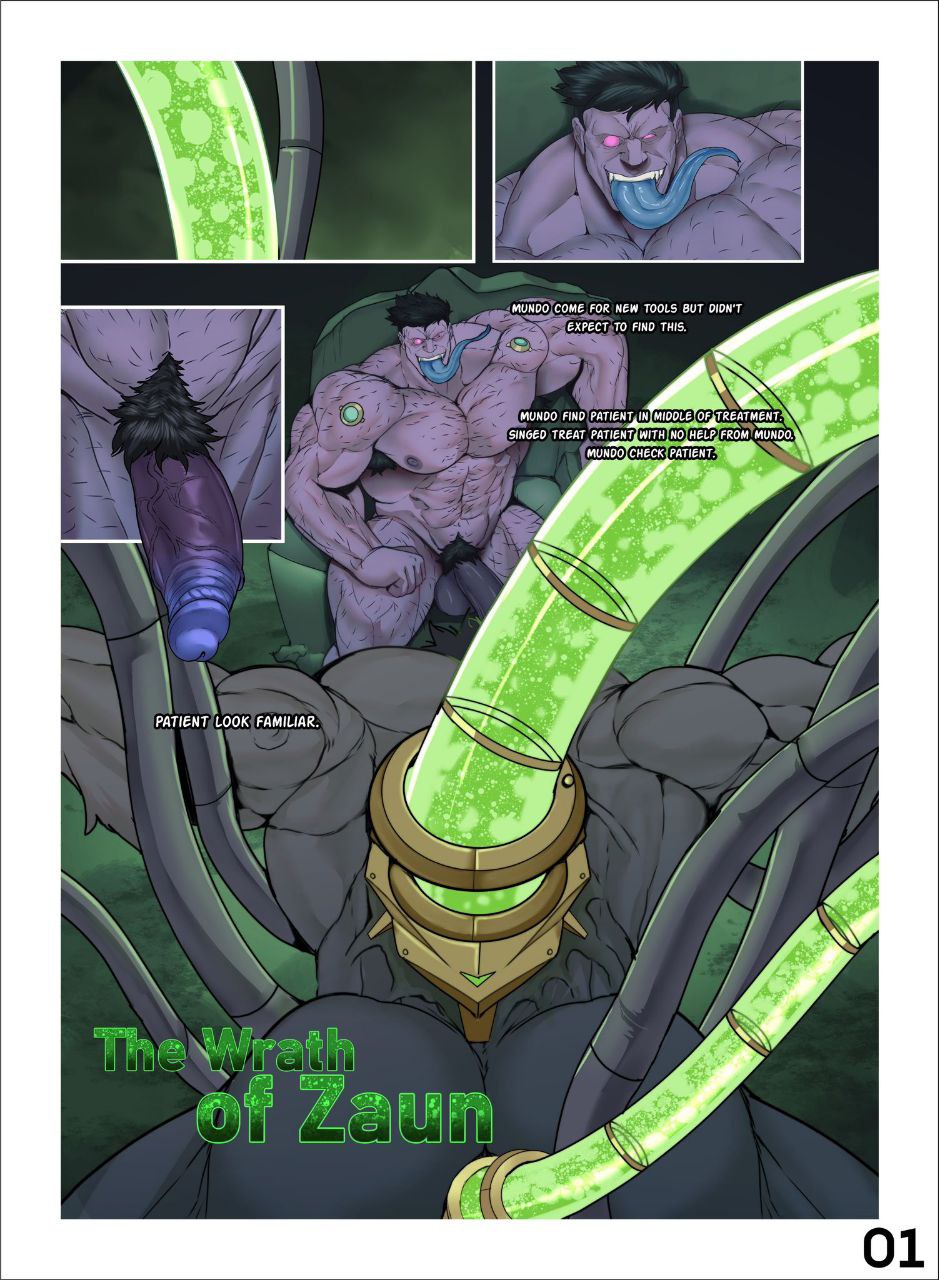 MUNDO COME FOR NEW TOOLS BUT DIDN'T
EXPECT TO FIND THIS.
MUNDO FIND PATIENT IN MIDDLE OF TREATMENT.
SINGED TREAT PATIENT WITH NO HELP FROM MUNDO.
MUNDO CHECK PATIENT.
PATIENT LOOK FAMILIAR.
The Wrath
of Zaun
01